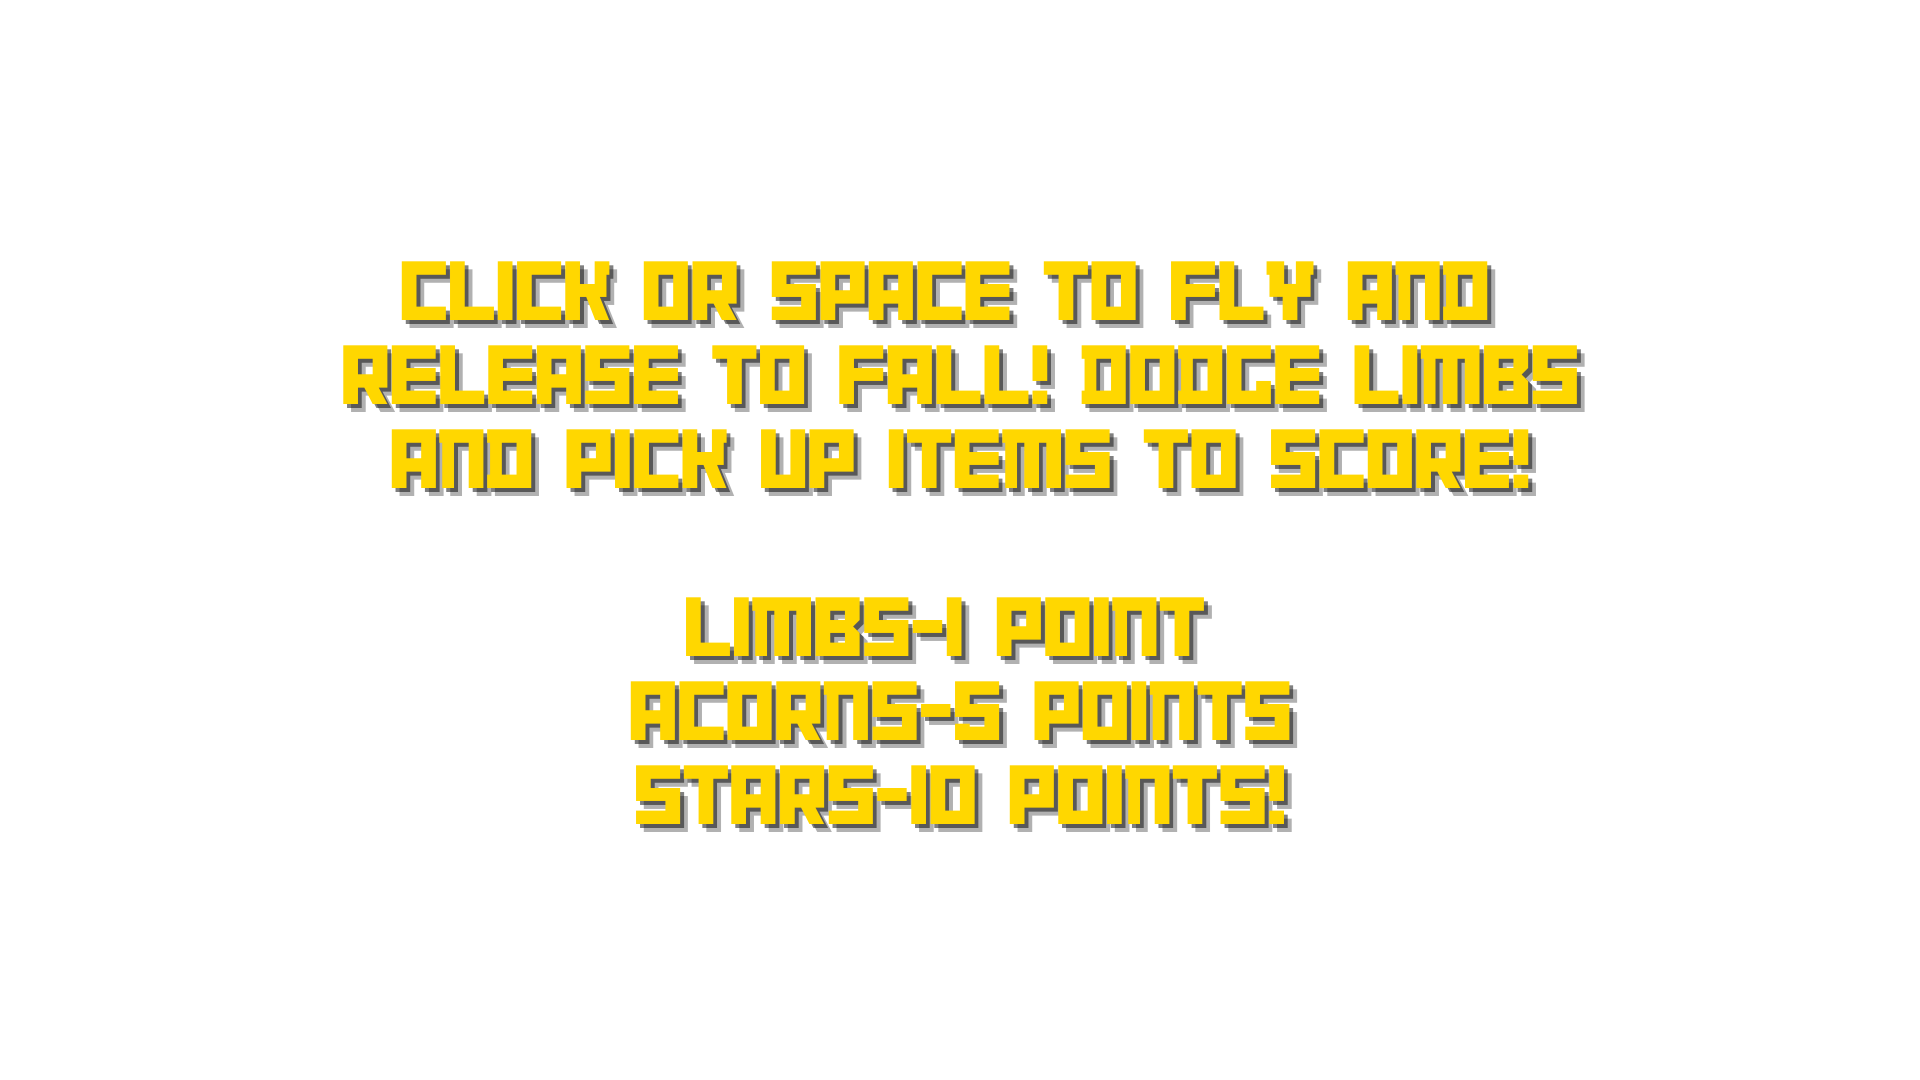 CLICK OR SPACE TO FLY AND
RELEASE TO FALL! DODGE LIMBS
AND PICK UP ITEMS TO SCORE!
LIMBS-1 POINT
ACORNS-5 POINTS
STARS-10 POINTS!